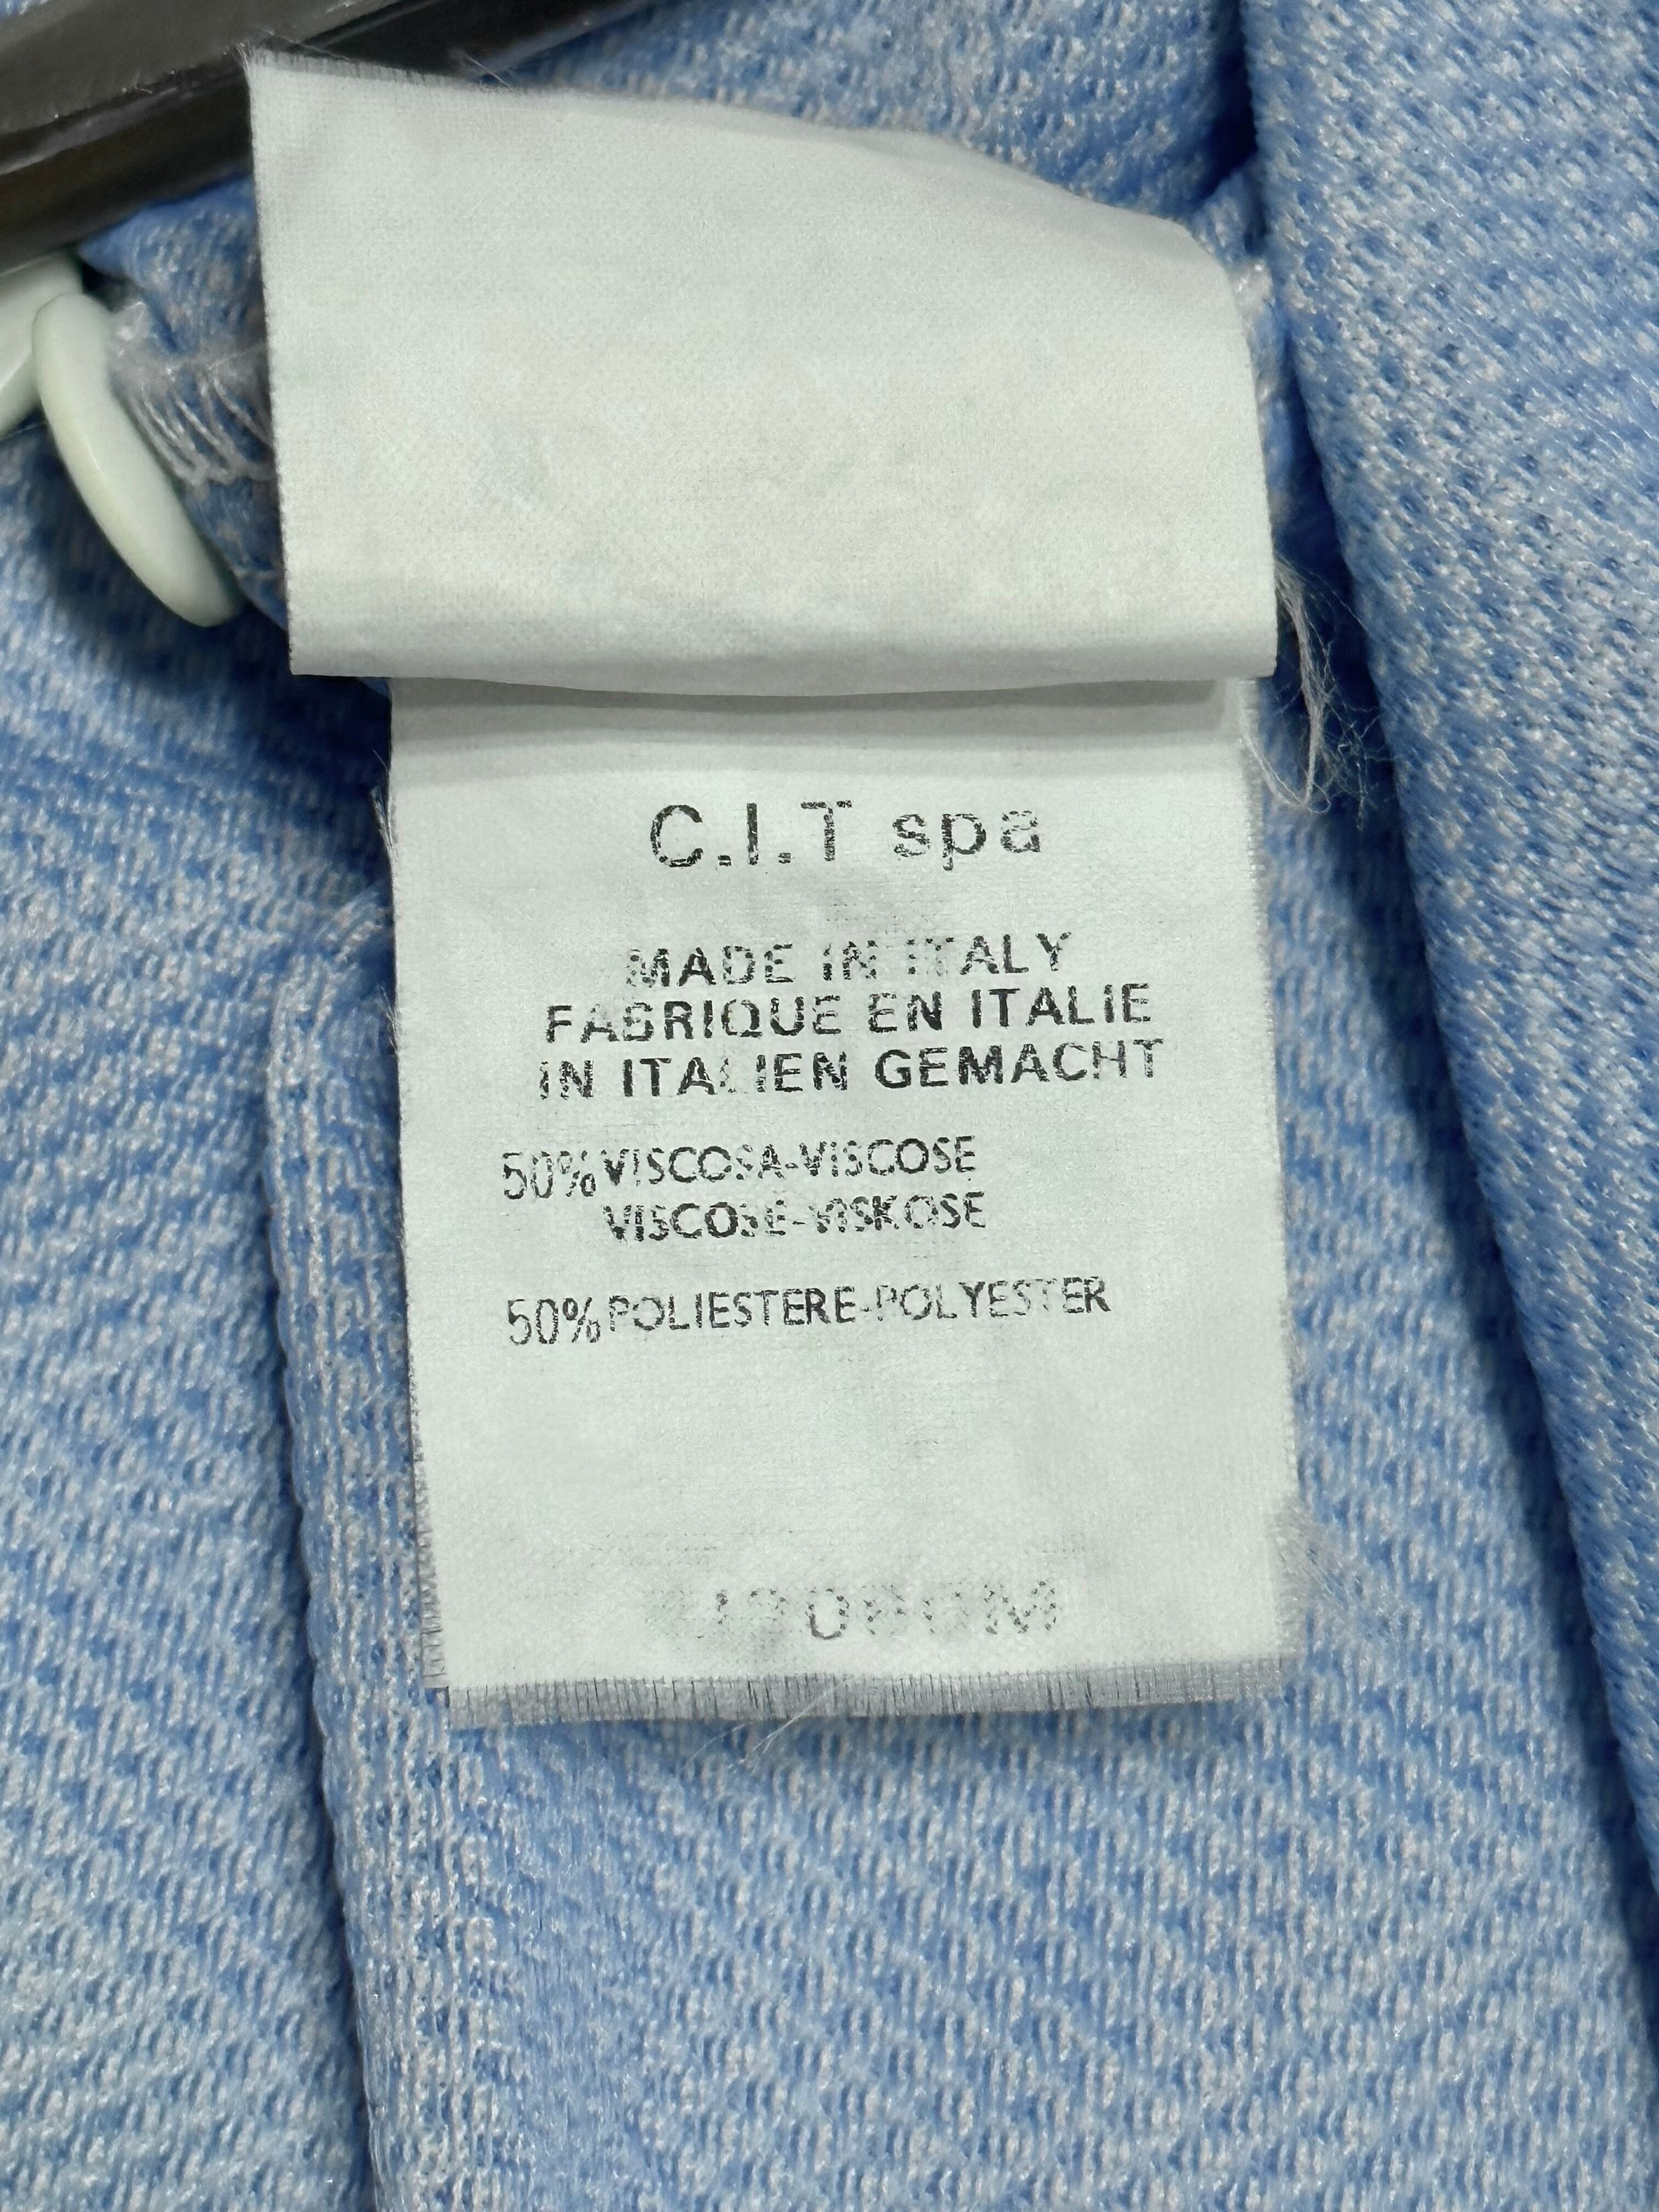 C.I.T spa
MADE IN ITALY
FABRIQUE EN ITALIE
IN ITALIEN GEMACHT
50% VISCOSA-VISCOSE
VISCOSE-VISKOSE
50% POLIESTERE-POLYESTER